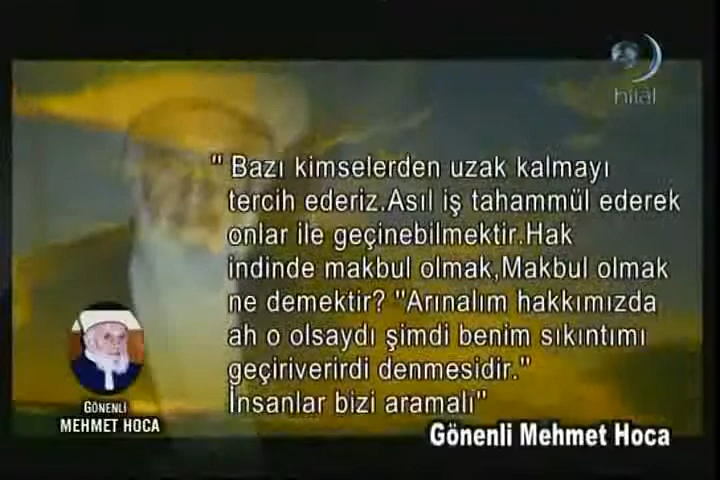 hilâl
" Bazı kimselerden uzak kalmayı
tercih ederiz.Asıl iş tahammül ederek
onlar ile geçinebilmektir.Hak
indinde makbul olmak,Makbul olmak
ne demektir? "Arınalım hakkımızda
ah o olsaydı şimdi benim sıkıntımı
geçiriverirdi denmesidir."
İnsanlar bizi aramalı"
Gönenli Mehmet Hoca
GÖNENLİ
MEHMET HOCA